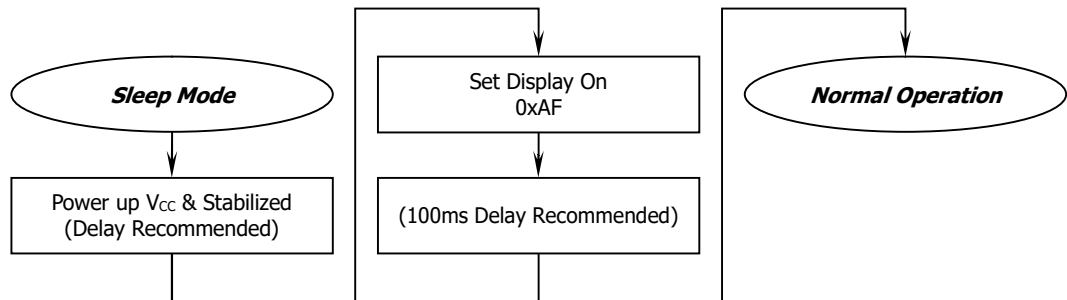 Sleep Mode
Power up VCC & Stabilized
(Delay Recommended)
Set Display On
0xAF
(100ms Delay Recommended)
Normal Operation